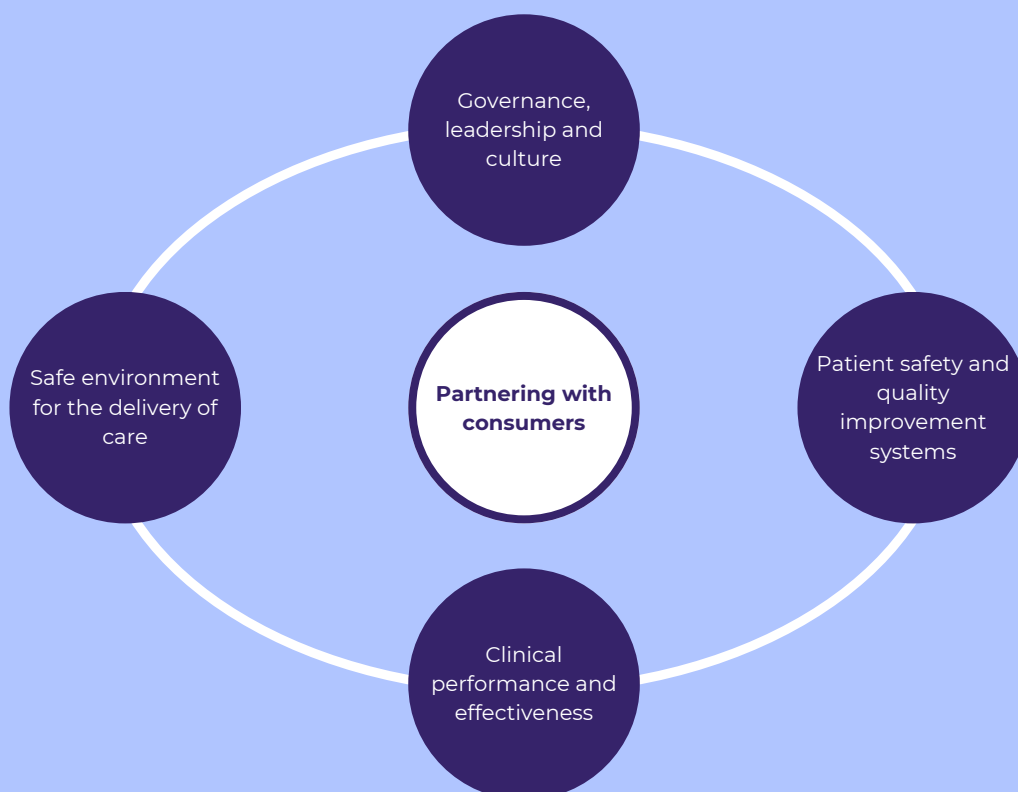 Governance,
leadership and
culture
Safe environment
for the delivery of
care
Partnering with
consumers
Patient safety and
quality
improvement
systems
Clinical
performance and
effectiveness